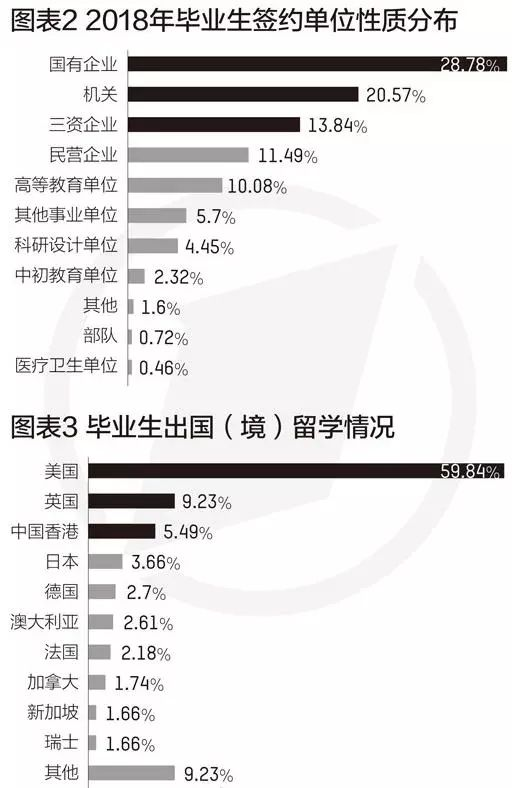 图表2 2018年毕业生签约单位性质分布
国有企业 28.78%
机关 20.57%
三资企业 13.84%
民营企业 11.49%
高等教育单位 10.08%
其他事业单位 5.7%
科研设计单位 4.45%
中初教育单位 2.32%
其他 1.6%
部队 0.72%
医疗卫生单位 0.46%
图表3 毕业生出国（境）留学情况
美国 59.84%
英国 9.23%
中国香港 5.49%
日本 3.66%
德国 2.7%
澳大利亚 2.61%
法国 2.18%
加拿大 1.74%
新加坡 1.66%
瑞士 1.66%
其他 9.23%